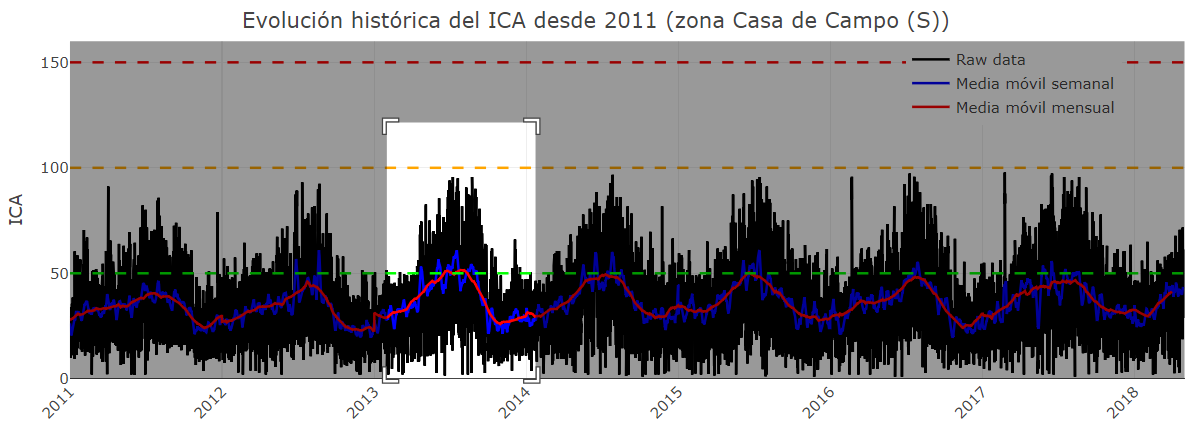 Evolución histórica del ICA desde 2011 (zona Casa de Campo (S))
150
100
50
0
ICA
Raw data
Media móvil semanal
Media móvil mensual
2011
2012
2013
2014
2015
2016
2017
2018